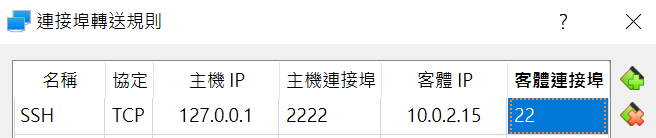 連接埠轉送規則
名稱 協定 主機 IP 主機連接埠 客體 IP 客體連接埠
SSH TCP 127.0.0.1 2222 10.0.2.15 22